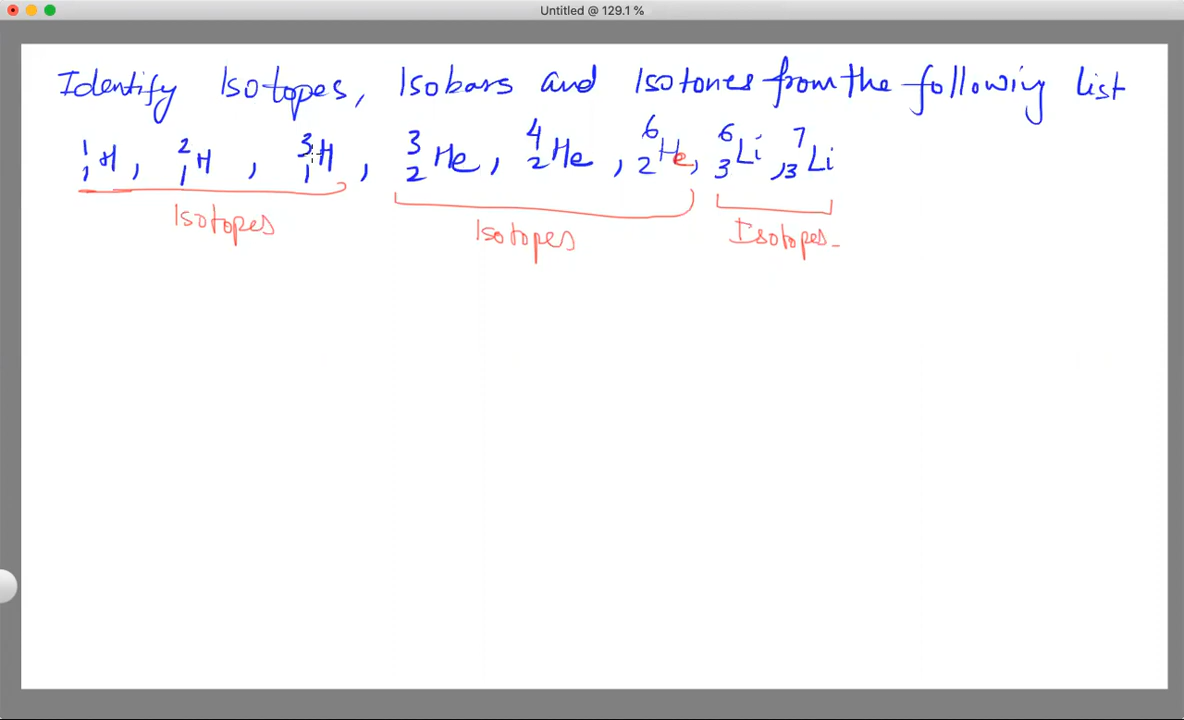 Untitled @ 129.1 %
Identify Isotopes, Isobars and Isotones from the following list
¹₁H, ²₁H, ³₁H, ³₂He, ⁴₂He, ⁶₂He, ⁶₃Li, ⁷₃Li
Isotopes Isotopes Isotopes